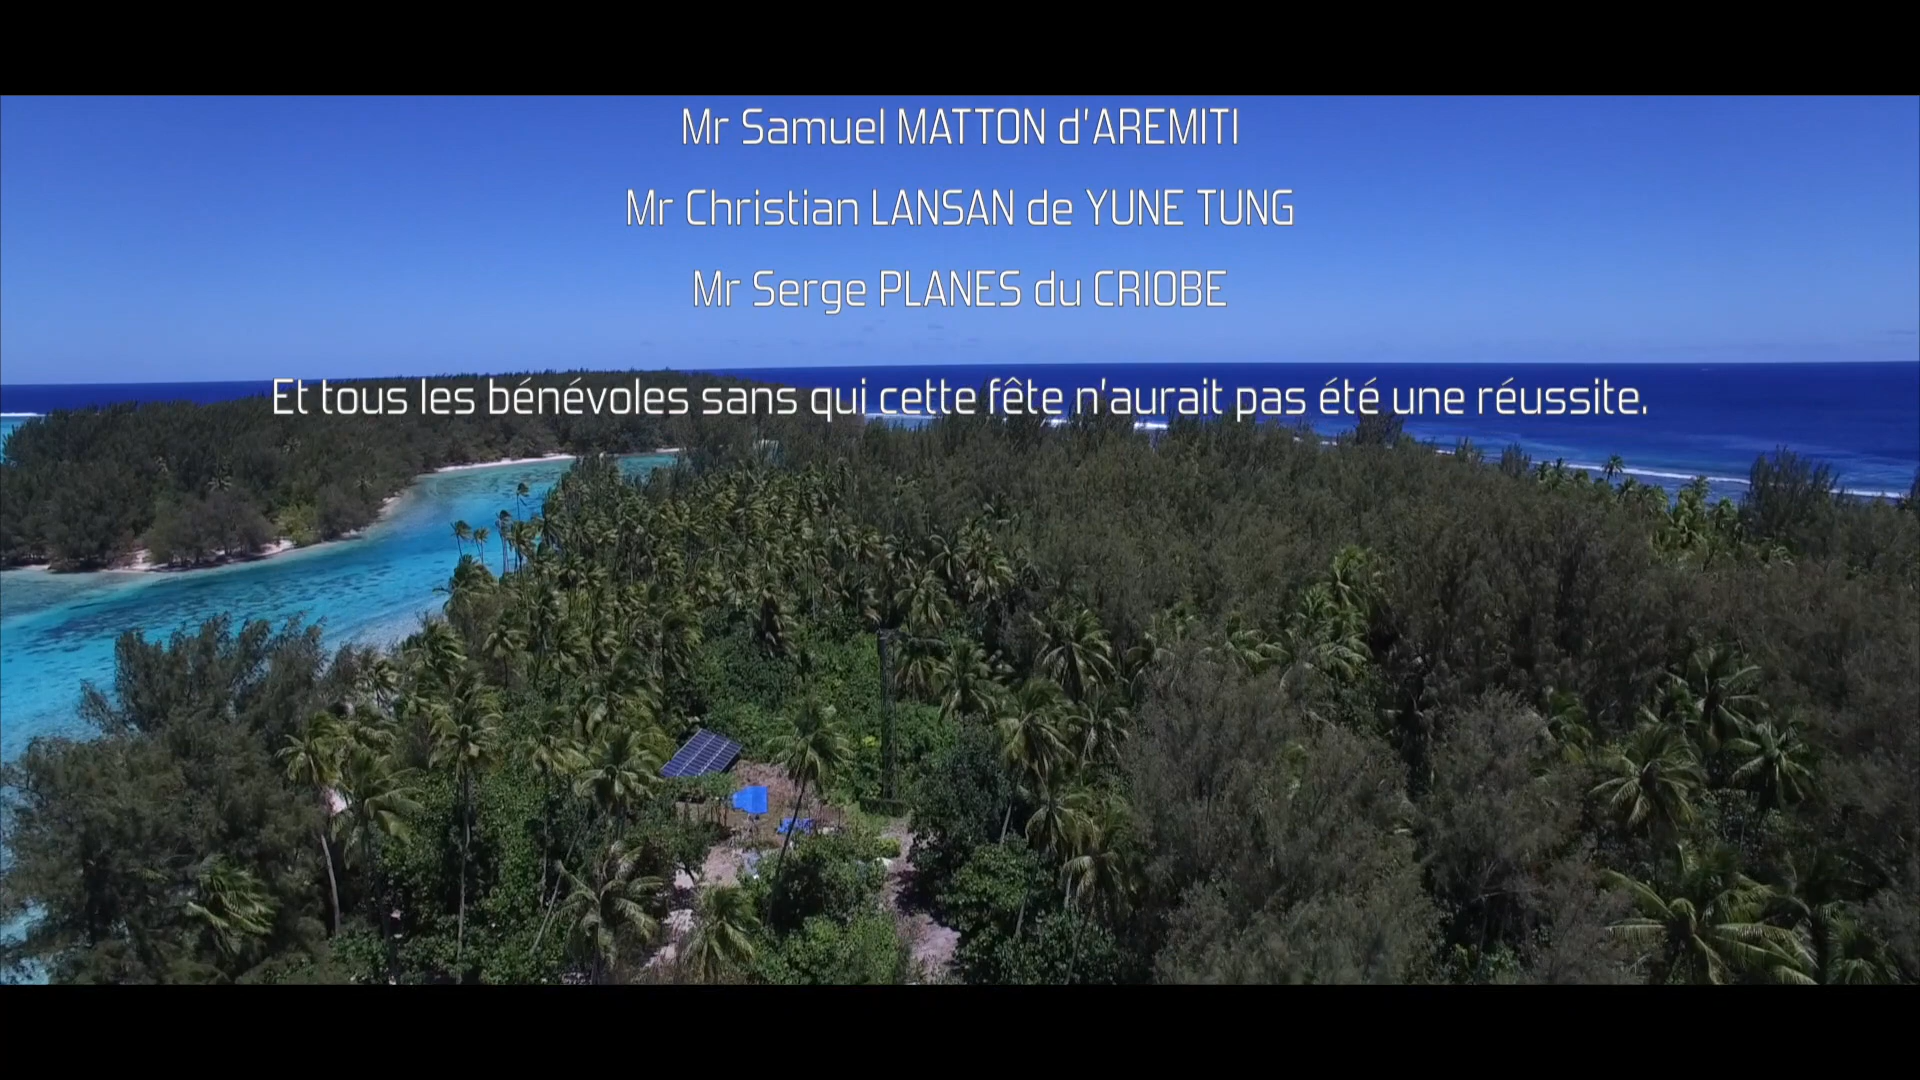 Mr Samuel MATTON d'AREMITI
Mr Christian LANSAN de YUNE TUNG
Mr Serge PLANES du CRIOBE
Et tous les bénévoles sans qui cette fête n'aurait pas été une réussite.